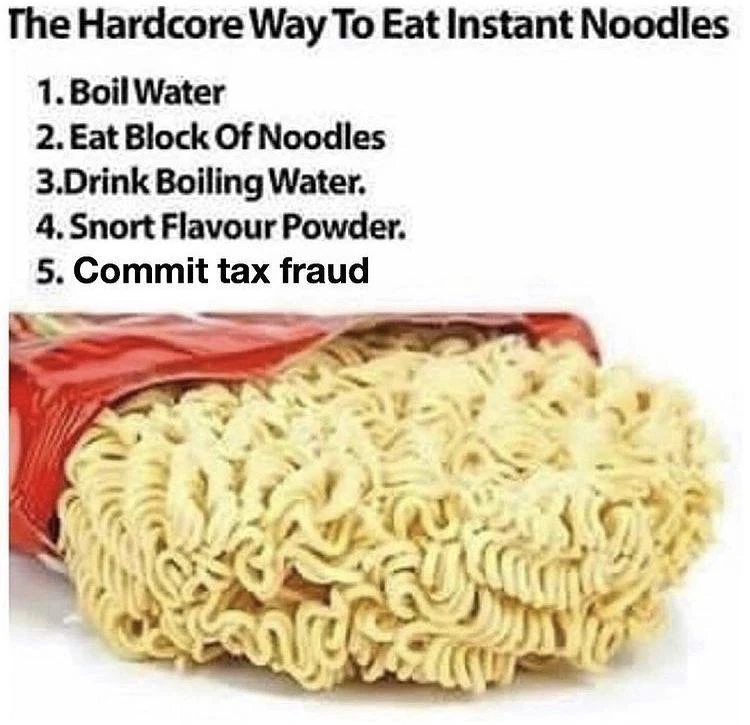 The Hardcore Way To Eat Instant Noodles
1. Boil Water
2. Eat Block Of Noodles
3.Drink Boiling Water.
4. Snort Flavour Powder.
5. Commit tax fraud